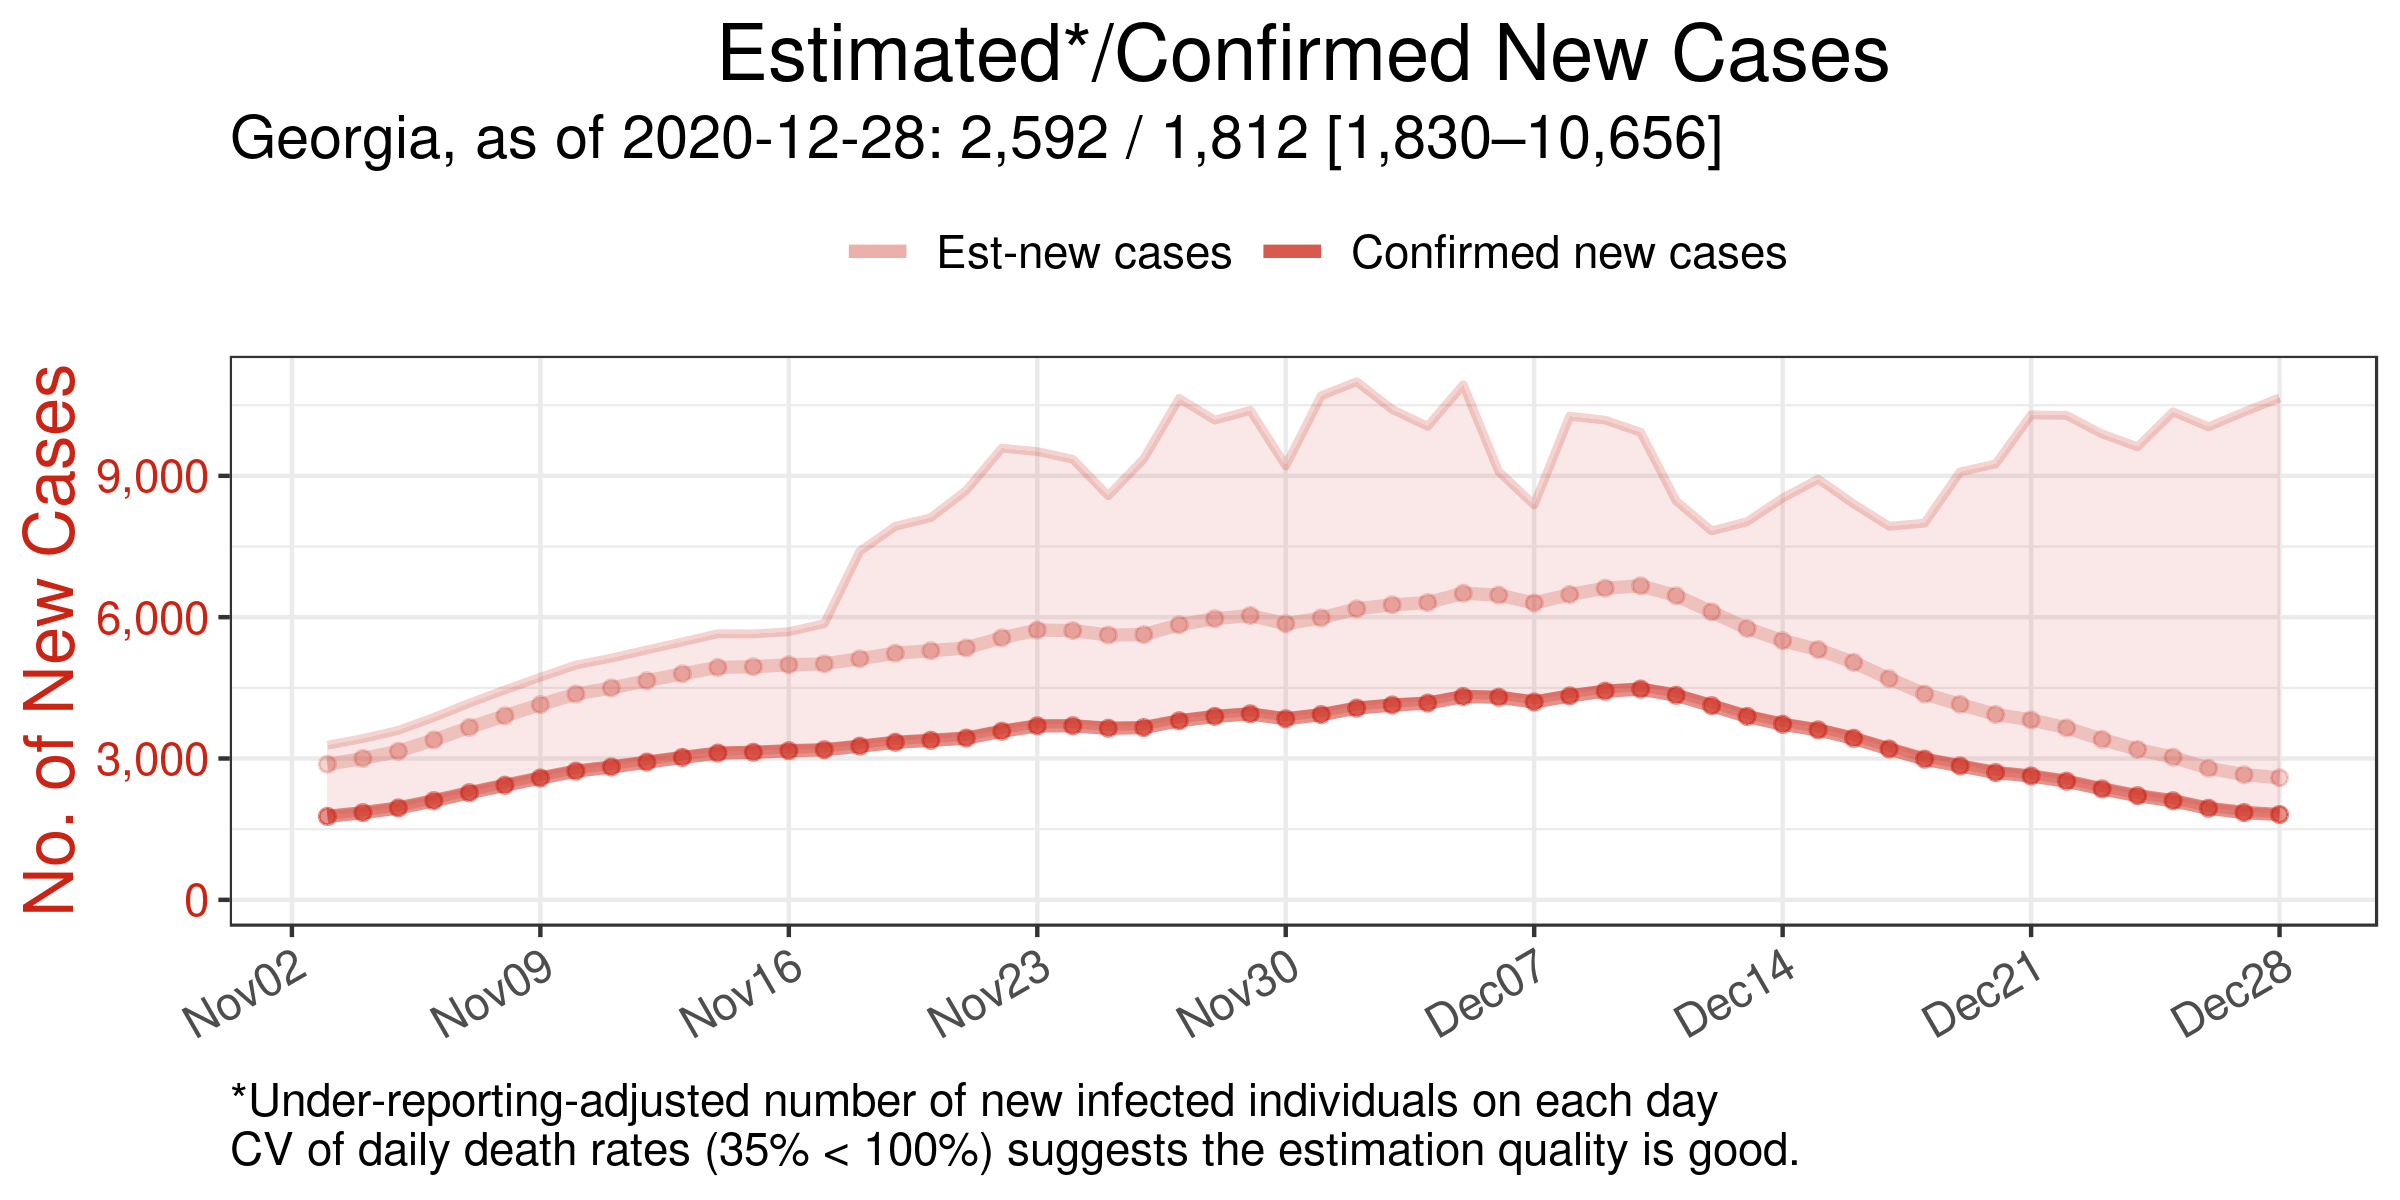 Estimated*/Confirmed New Cases
Georgia, as of 2020-12-28: 2,592 / 1,812 [1,830–10,656]
Est-new cases
Confirmed new cases
No. of New Cases
9,000
6,000
3,000
0
Nov02
Nov09
Nov16
Nov23
Nov30
Dec07
Dec14
Dec21
Dec28
*Under-reporting-adjusted number of new infected individuals on each day
CV of daily death rates (35% < 100%) suggests the estimation quality is good.